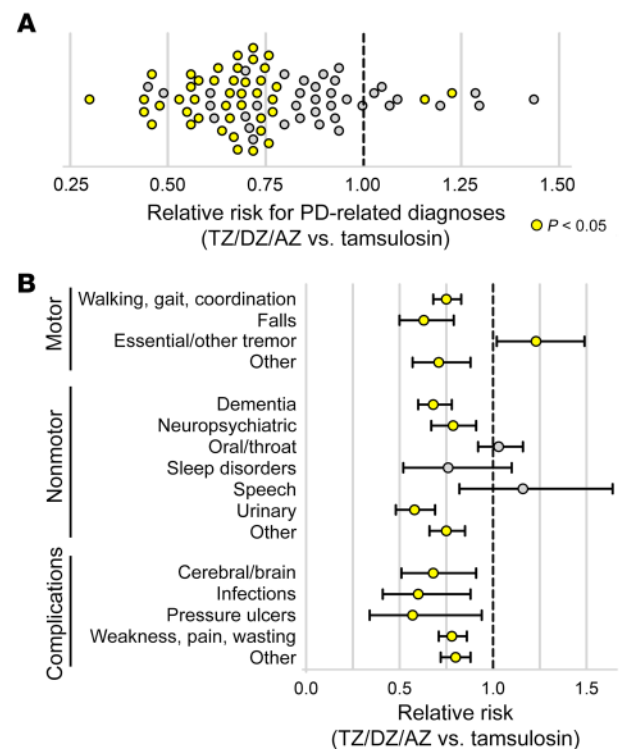 A
0.25 0.50 0.75 1.00 1.25 1.50
Relative risk for PD-related diagnoses
(TZ/DZ/AZ vs. tamsulosin)
P < 0.05
B
Motor
Walking, gait, coordination
Falls
Essential/other tremor
Other
Nonmotor
Dementia
Neuropsychiatric
Oral/throat
Sleep disorders
Speech
Urinary
Other
Complications
Cerebral/brain
Infections
Pressure ulcers
Weakness, pain, wasting
Other
0.0 0.5 1.0 1.5
Relative risk
(TZ/DZ/AZ vs. tamsulosin)